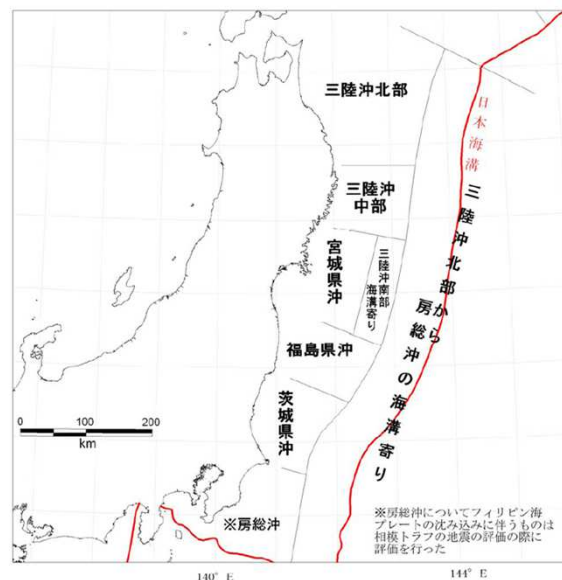 三陸沖北部
日本海溝
三陸沖
中部
三陸沖北部から
房総沖の海溝寄り
宮城県沖
三陸沖南部
海溝寄り
福島県沖
茨城県沖
0 100 200
km
※房総沖
※房総沖についてフィリピン海
プレートの沈み込みに伴うものは
相模トラフの地震の評価の際に
評価を行った
140° E
144° E